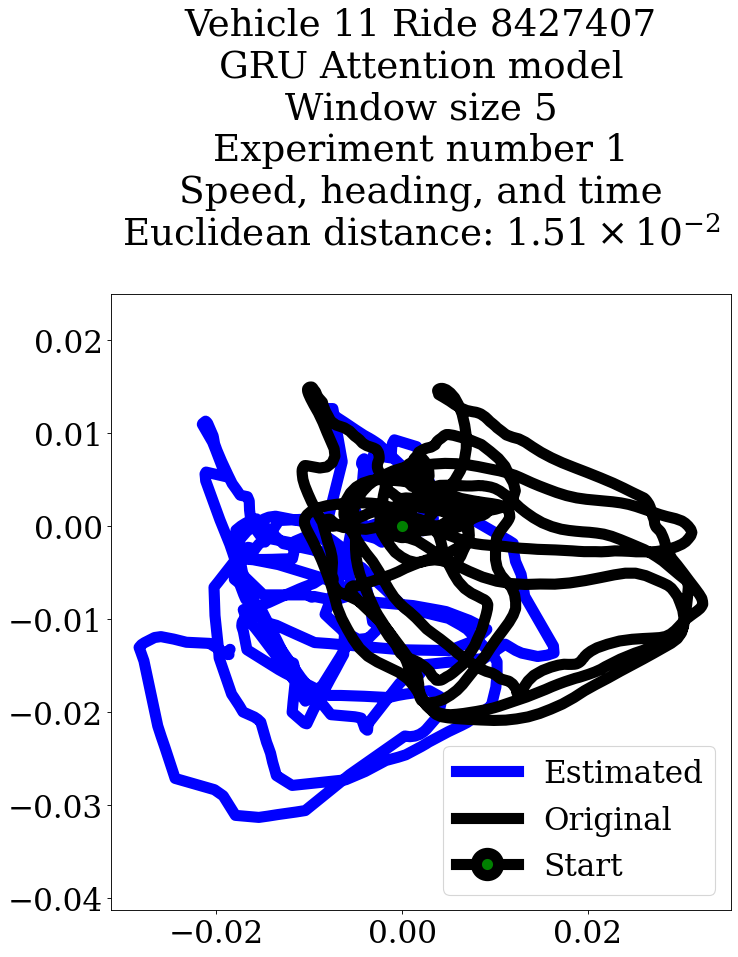 Vehicle 11 Ride 8427407
GRU Attention model
Window size 5
Experiment number 1
Speed, heading, and time
Euclidean distance: 1.51 × 10⁻²
0.02
0.01
0.00
−0.01
−0.02
−0.03
−0.04
Estimated
Original
Start
−0.02 0.00 0.02